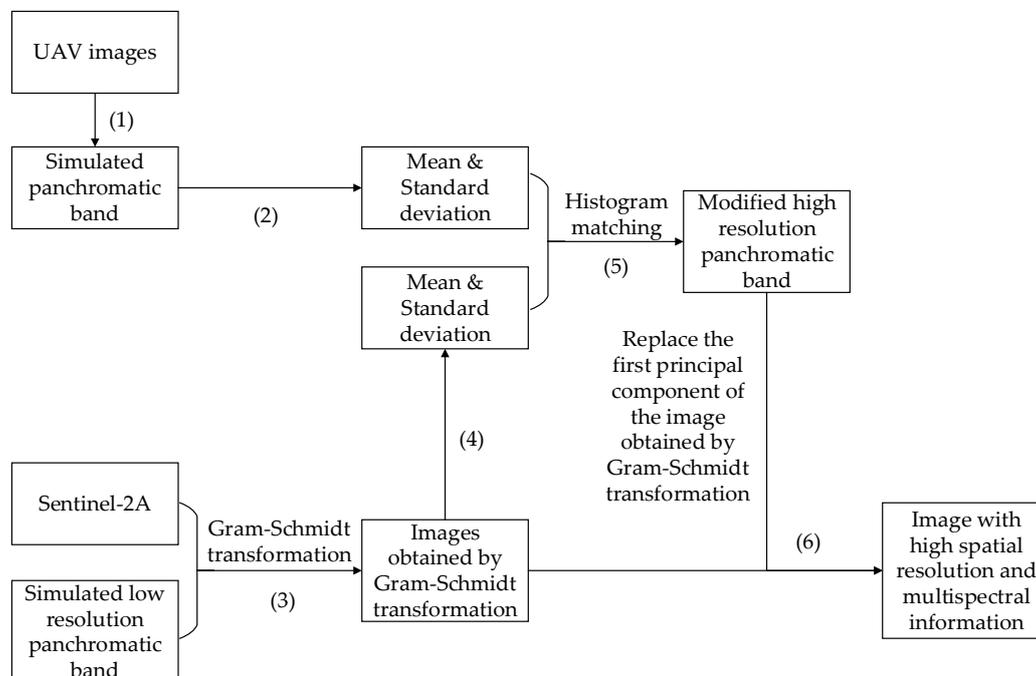 UAV images
(1)
Simulated
panchromatic
band
(2)
Mean &
Standard
deviation
Mean &
Standard
deviation
Histogram
matching
(5)
Modified high
resolution
panchromatic
band
Replace the
first principal
component of
the image
obtained by
Gram-Schmidt
transformation
(4)
Sentinel-2A
Simulated low
resolution
panchromatic
band
Gram-Schmidt
transformation
(3)
Images
obtained by
Gram-Schmidt
transformation
(6)
Image with
high spatial
resolution and
multispectral
information